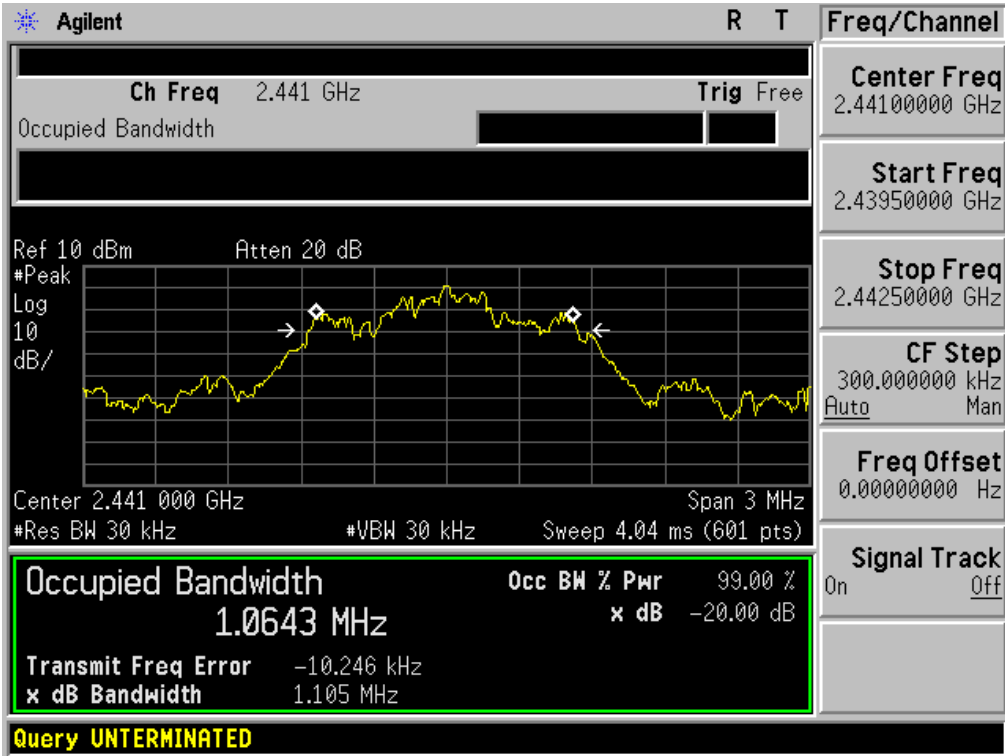 Agilent R T
Ch Freq 2.441 GHz Trig Free
Occupied Bandwidth
Ref 10 dBm Atten 20 dB
#Peak
Log
10
dB/
Center 2.441 000 GHz Span 3 MHz
#Res BW 30 kHz #VBW 30 kHz Sweep 4.04 ms (601 pts)
Occupied Bandwidth
1.0643 MHz
Occ BW % Pwr 99.00 %
x dB -20.00 dB
Transmit Freq Error -10.246 kHz
x dB Bandwidth 1.105 MHz
Query UNTERMINATED
Freq/Channel
Center Freq
2.44100000 GHz
Start Freq
2.43950000 GHz
Stop Freq
2.44250000 GHz
CF Step
300.000000 kHz
Auto Man
Freq Offset
0.00000000 Hz
Signal Track
On Off